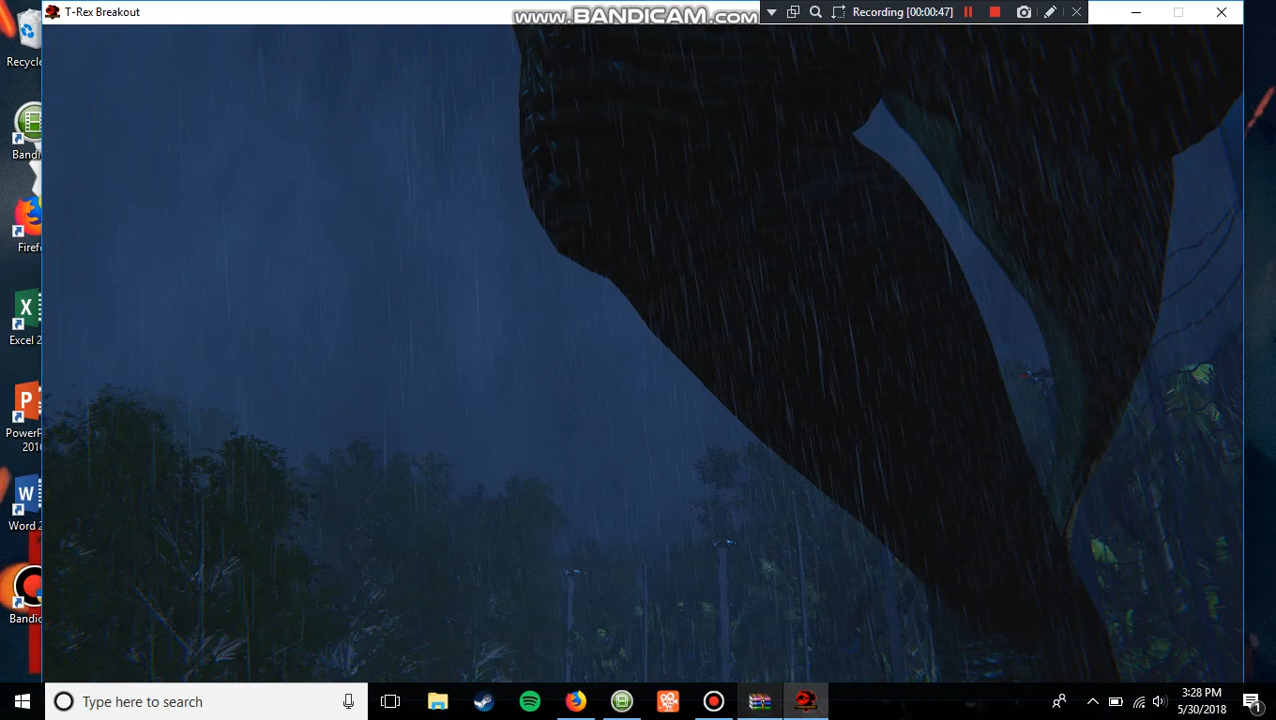 T-Rex Breakout
www.BANDICAM.com
Recording [00:00:47]
Recycle
Bandi
Firefo
Excel 2
PowerP
2016
Word 2
Bandic
Type here to search
3:28 PM
5/30/2018
1